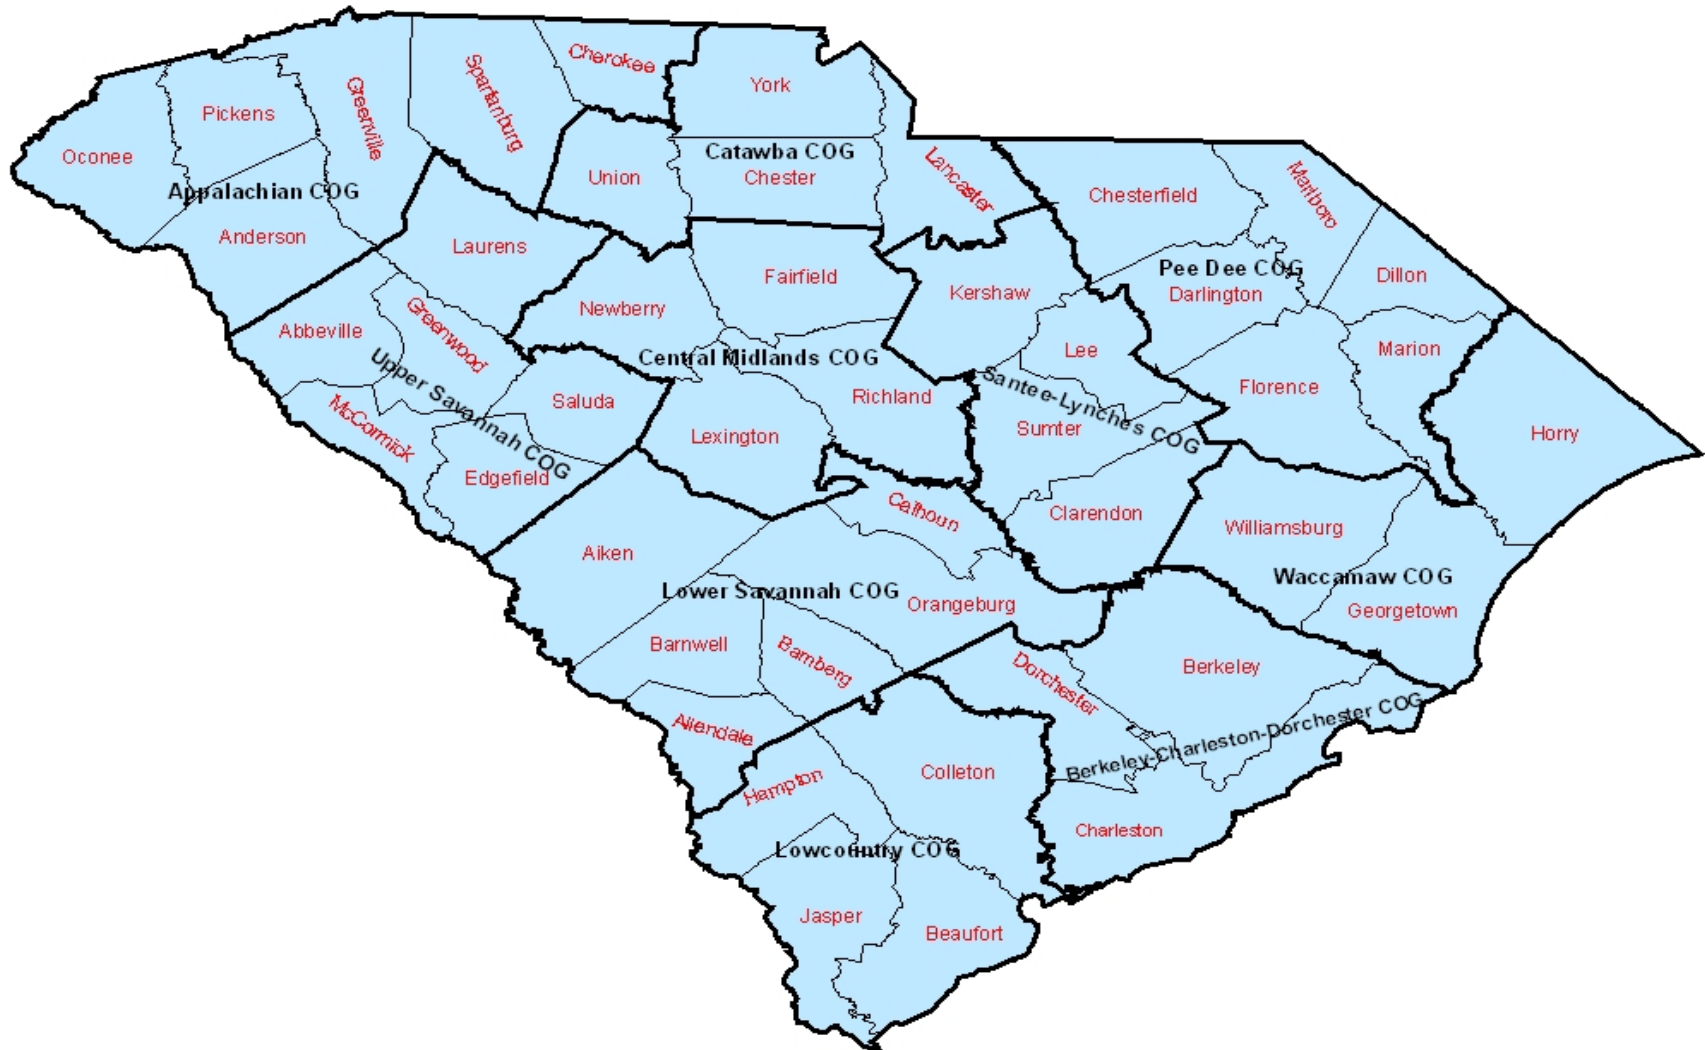 Cherokee
Spartanburg
York
Greenville
Pickens
Oconee
Catawba COG
Chester
Union
Lancaster
Appalachian COG
Chesterfield
Marlboro
Anderson
Laurens
Pee Dee COG
Darlington
Dillon
Fairfield
Kershaw
Newberry
Abbeville
Greenwood
Central Midlands COG
Lee
Marion
Florence
Upper Savannah COG
Saluda
Richland
Santee-Lynches COG
Sumter
McCormick
Lexington
Horry
Edgefield
Calhoun
Clarendon
Williamsburg
Aiken
Waccamaw COG
Georgetown
Lower Savannah COG
Orangeburg
Barnwell
Bamberg
Dorchester
Berkeley
Allendale
Berkeley-Charleston-Dorchester COG
Hampton
Colleton
Charleston
Lowcountry COG
Jasper
Beaufort